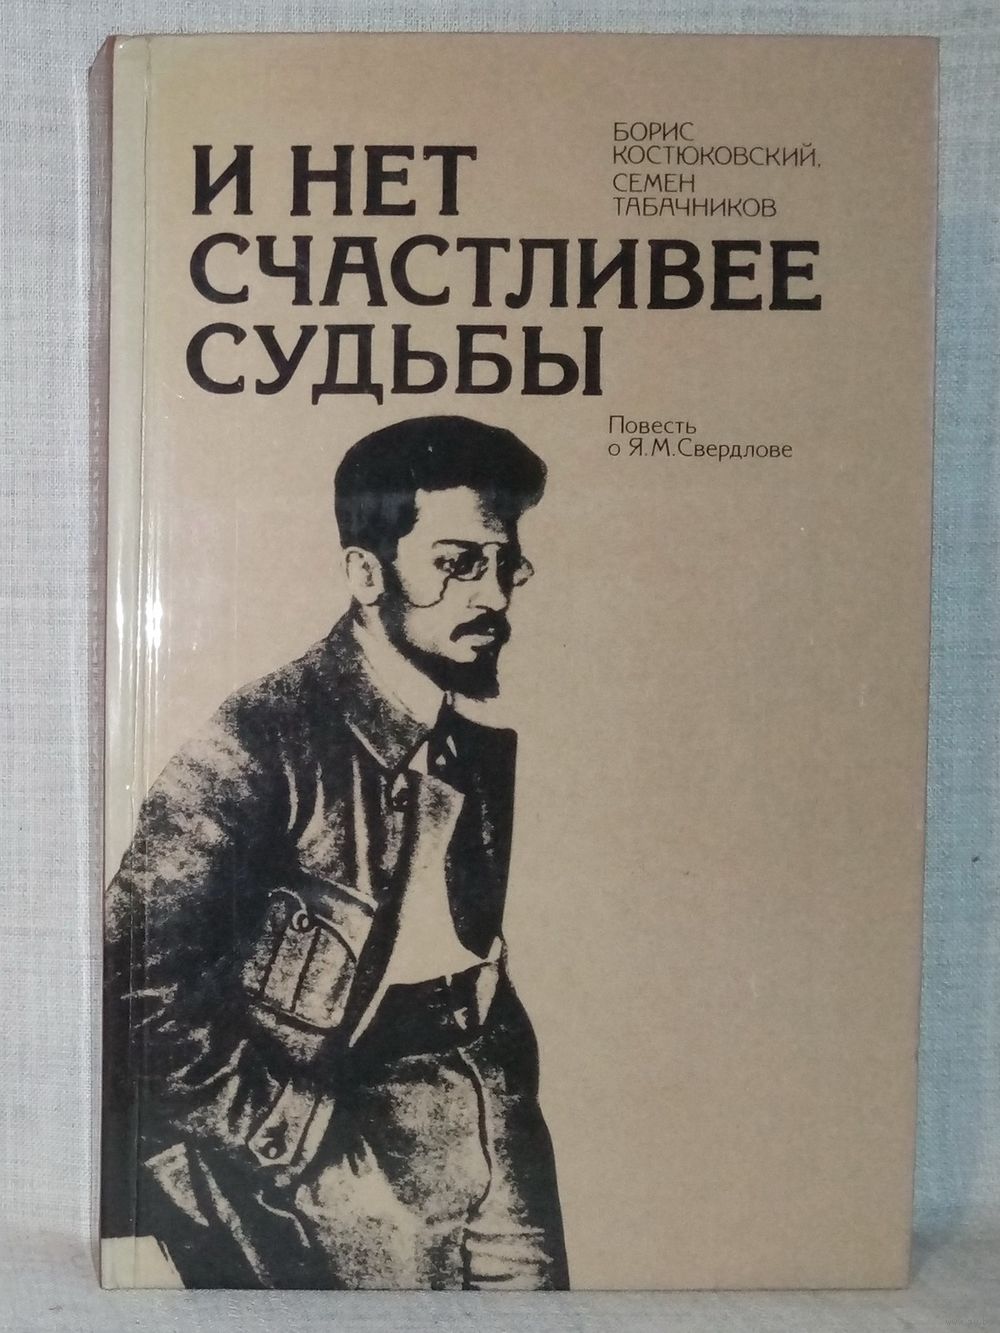 БОРИС
КОСТЮКОВСКИЙ,
СЕМЕН
ТАБАЧНИКОВ
И НЕТ
СЧАСТЛИВЕЕ
СУДЬБЫ
Повесть
о Я.М.Свердлове